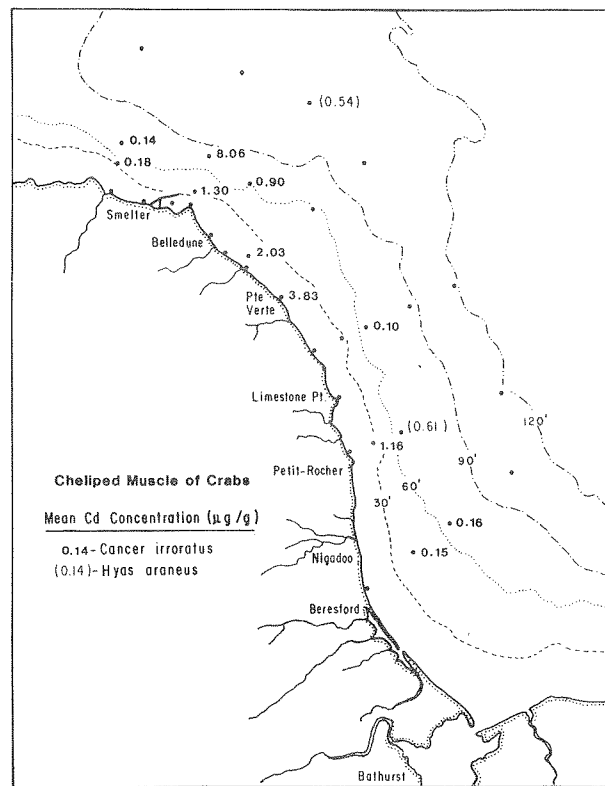 (0.54)
0.14
8.06
0.18
0.90
1.30
Smelter
Belledune
2.03
Pte
Verte
3.83
0.10
Limestone Pt.
120'
(0.61)
1.16
90'
Petit-Rocher
60'
30'
Cheliped Muscle of Crabs
Mean Cd Concentration (µg/g)
0.14-Cancer irroratus
(0.14)-Hyas araneus
0.16
0.15
Nigadoo
Beresford
Bathurst